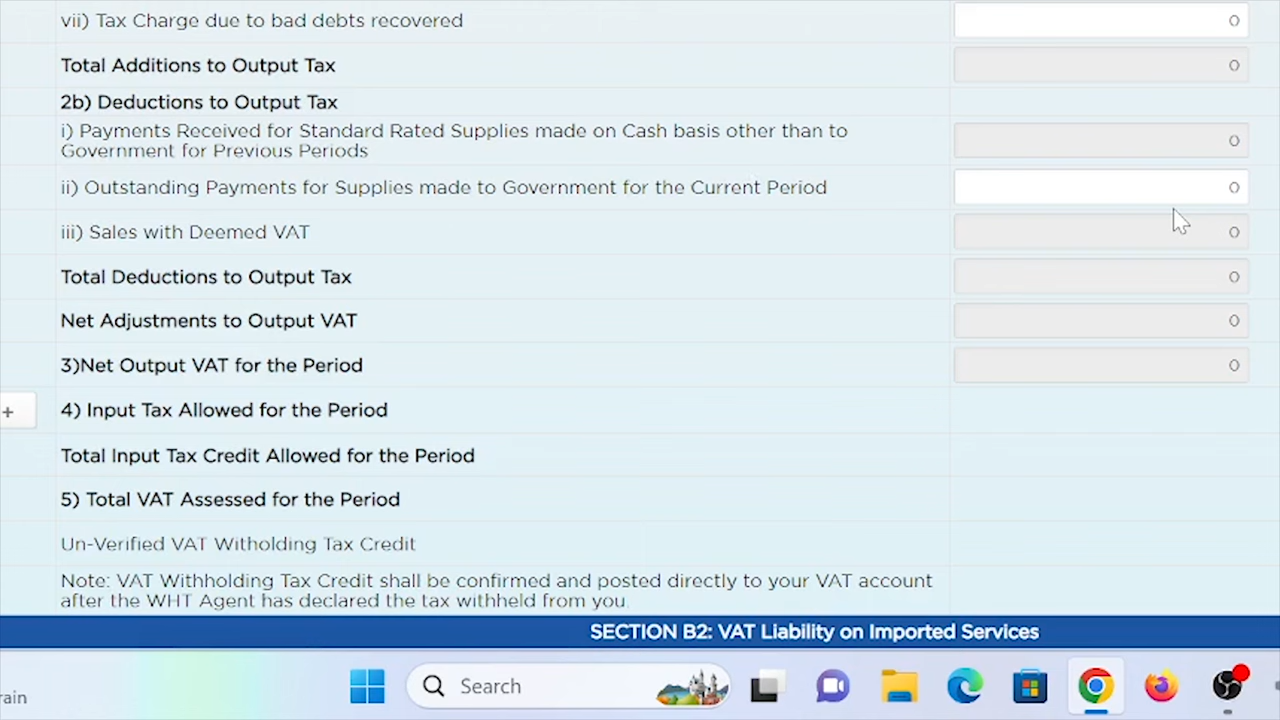 vii) Tax Charge due to bad debts recovered 0
Total Additions to Output Tax 0
2b) Deductions to Output Tax
i) Payments Received for Standard Rated Supplies made on Cash basis other than to
Government for Previous Periods 0
ii) Outstanding Payments for Supplies made to Government for the Current Period 0
iii) Sales with Deemed VAT 0
Total Deductions to Output Tax 0
Net Adjustments to Output VAT 0
3)Net Output VAT for the Period 0
+ 4) Input Tax Allowed for the Period
Total Input Tax Credit Allowed for the Period
5) Total VAT Assessed for the Period
Un-Verified VAT Witholding Tax Credit
Note: VAT Withholding Tax Credit shall be confirmed and posted directly to your VAT account
after the WHT Agent has declared the tax withheld from you.
SECTION B2: VAT Liability on Imported Services
Search